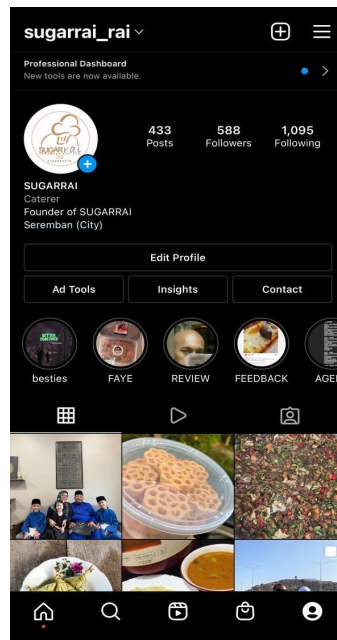 sugarrai_rai
Professional Dashboard
New tools are now available.
433 588 1,095
Posts Followers Following
SUGARRAI
Caterer
Founder of SUGARRAI
Seremban (City)
Edit Profile
Ad Tools Insights Contact
besties FAYE REVIEW FEEDBACK AGE